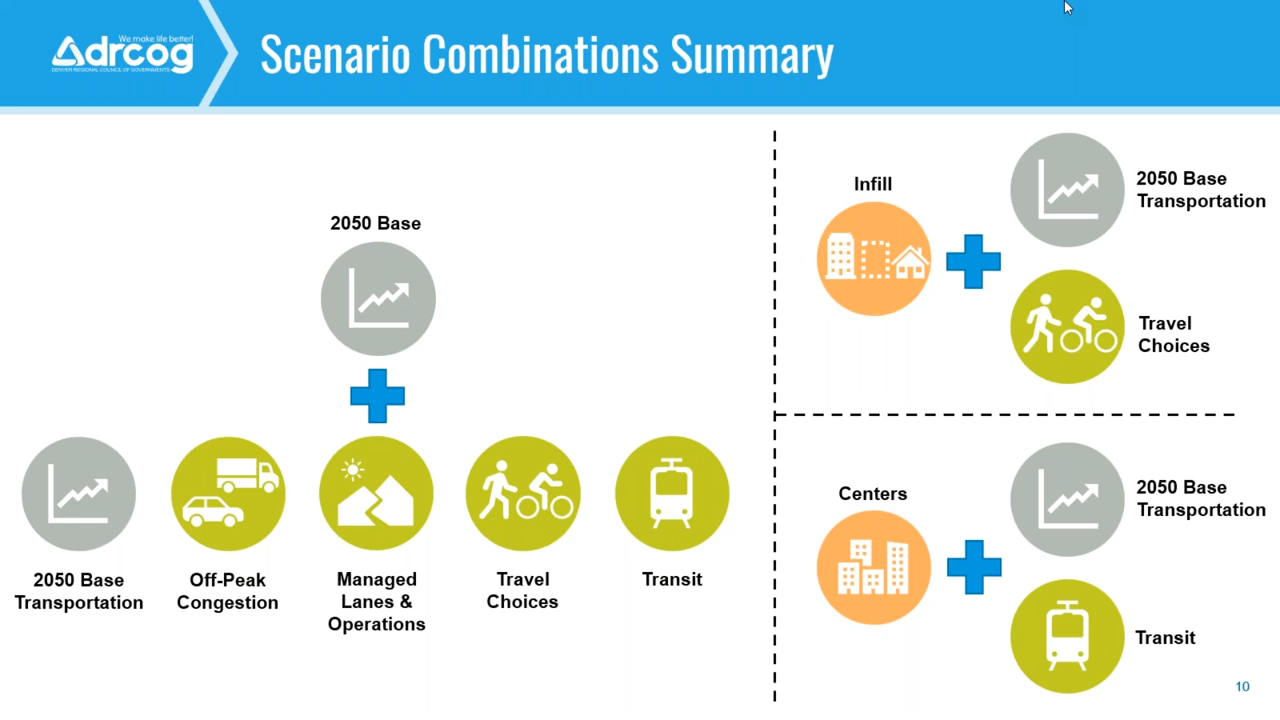 We make life better!
drcog
DENVER REGIONAL COUNCIL OF GOVERNMENTS
Scenario Combinations Summary
2050 Base
2050 Base
Transportation
Off-Peak
Congestion
Managed
Lanes &
Operations
Travel
Choices
Transit
Infill
2050 Base
Transportation
Travel
Choices
Centers
2050 Base
Transportation
Transit
10